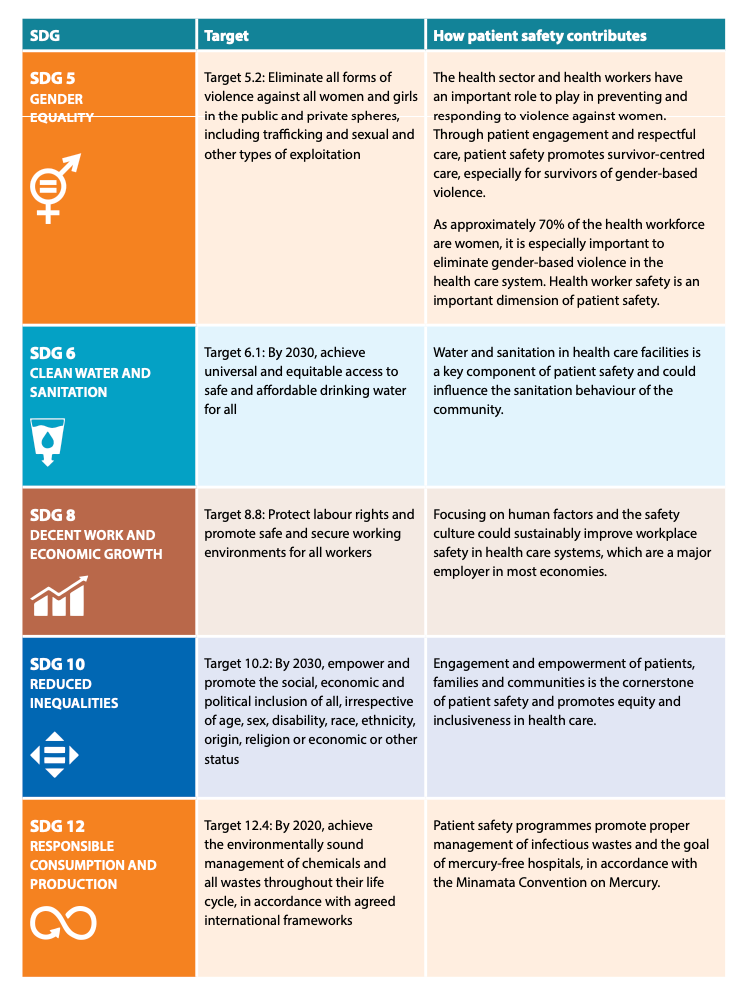 SDG
Target
How patient safety contributes
SDG 5
GENDER
EQUALITY
Target 5.2: Eliminate all forms of
violence against all women and girls
in the public and private spheres,
including trafficking and sexual and
other types of exploitation
The health sector and health workers have
an important role to play in preventing and
responding to violence against women.
Through patient engagement and respectful
care, patient safety promotes survivor-centred
care, especially for survivors of gender-based
violence.
As approximately 70% of the health workforce
are women, it is especially important to
eliminate gender-based violence in the
health care system. Health worker safety is an
important dimension of patient safety.
SDG 6
CLEAN WATER AND
SANITATION
Target 6.1: By 2030, achieve
universal and equitable access to
safe and affordable drinking water
for all
Water and sanitation in health care facilities is
a key component of patient safety and could
influence the sanitation behaviour of the
community.
SDG 8
DECENT WORK AND
ECONOMIC GROWTH
Target 8.8: Protect labour rights and
promote safe and secure working
environments for all workers
Focusing on human factors and the safety
culture could sustainably improve workplace
safety in health care systems, which are a major
employer in most economies.
SDG 10
REDUCED
INEQUALITIES
Target 10.2: By 2030, empower and
promote the social, economic and
political inclusion of all, irrespective
of age, sex, disability, race, ethnicity,
origin, religion or economic or other
status
Engagement and empowerment of patients,
families and communities is the cornerstone
of patient safety and promotes equity and
inclusiveness in health care.
SDG 12
RESPONSIBLE
CONSUMPTION AND
PRODUCTION
Target 12.4: By 2020, achieve
the environmentally sound
management of chemicals and
all wastes throughout their life
cycle, in accordance with agreed
international frameworks
Patient safety programmes promote proper
management of infectious wastes and the goal
of mercury-free hospitals, in accordance with
the Minamata Convention on Mercury.